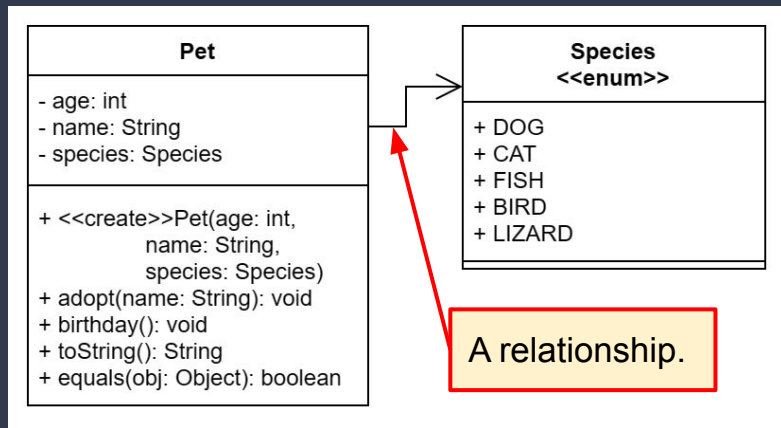 Pet
- age: int
- name: String
- species: Species
+ <<create>>Pet(age: int,
name: String,
species: Species)
+ adopt(name: String): void
+ birthday(): void
+ toString(): String
+ equals(obj: Object): boolean
Species
<<enum>>
+ DOG
+ CAT
+ FISH
+ BIRD
+ LIZARD
A relationship.